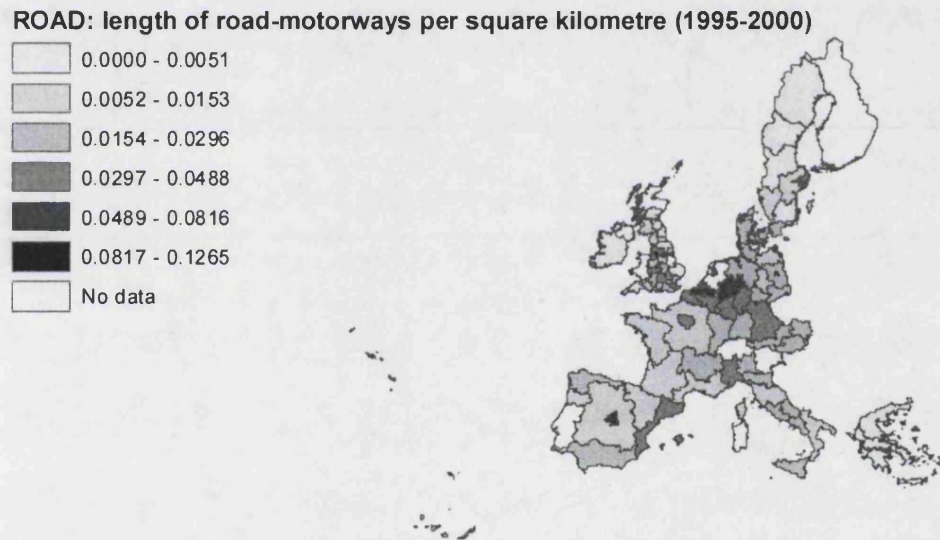 ROAD: length of road-motorways per square kilometre (1995-2000)
0.0000 - 0.0051
0.0052 - 0.0153
0.0154 - 0.0296
0.0297 - 0.0488
0.0489 - 0.0816
0.0817 - 0.1265
No data